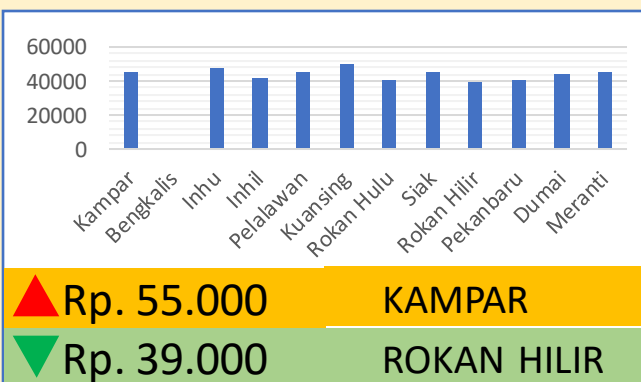 60000
40000
20000
0
Kampar
Bengkalis
Inhu
Inhil
Pelalawan
Kuansing
Rokan Hulu
Siak
Rokan Hilir
Pekanbaru
Dumai
Meranti
Rp. 55.000 KAMPAR
Rp. 39.000 ROKAN HILIR